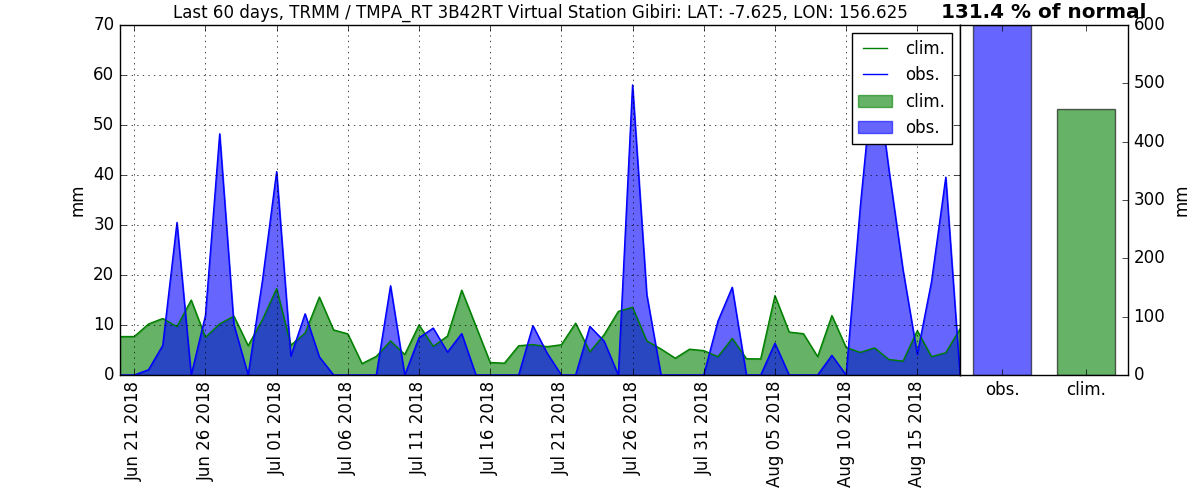 Last 60 days, TRMM / TMPA_RT 3B42RT Virtual Station Gibiri: LAT: -7.625, LON: 156.625
131.4 % of normal
70
60
50
40
30
20
10
0
mm
clim.
obs.
clim.
obs.
600
500
400
300
200
100
0
mm
obs.
clim.
Jun 21 2018
Jun 26 2018
Jul 01 2018
Jul 06 2018
Jul 11 2018
Jul 16 2018
Jul 21 2018
Jul 26 2018
Jul 31 2018
Aug 05 2018
Aug 10 2018
Aug 15 2018